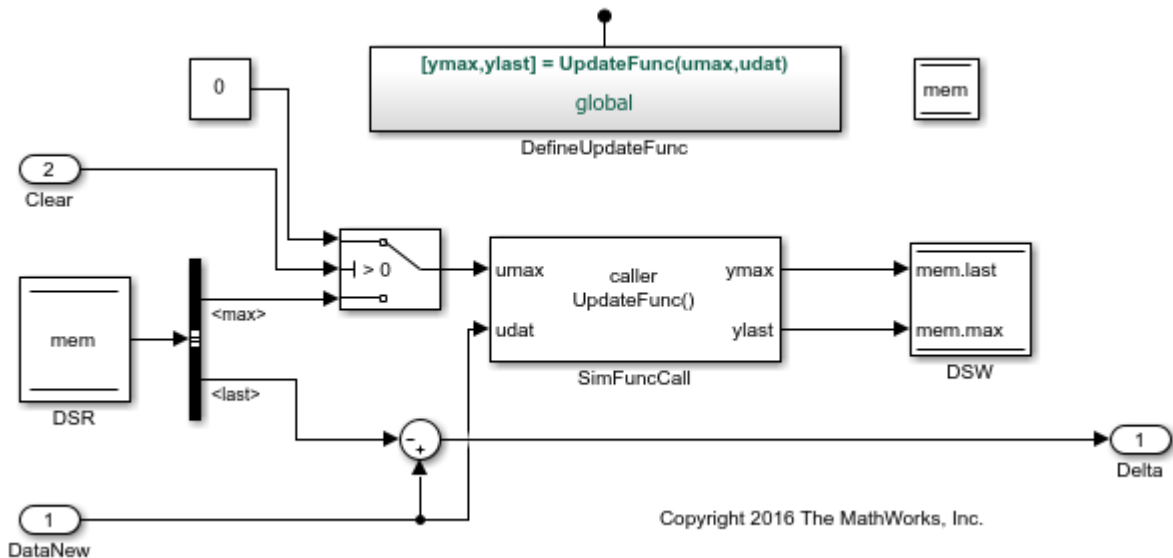 [ymax,ylast] = UpdateFunc(umax,udat)
global
DefineUpdateFunc
0
mem
2
Clear
> 0
umax
udat
caller
UpdateFunc()
ymax
ylast
SimFuncCall
mem.last
mem.max
DSW
mem
DSR
<max>
<last>
-
+
1
Delta
1
DataNew
Copyright 2016 The MathWorks, Inc.